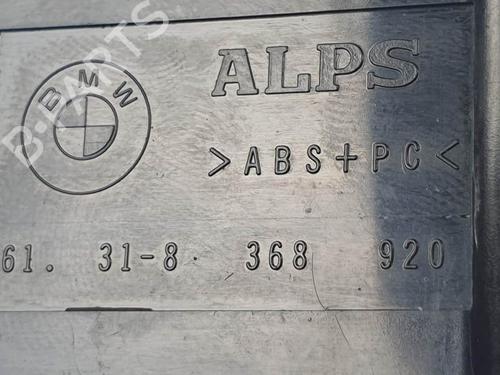 BMW
ALPS
>ABS+PC<
61. 31-8 368 920
B-PARTS